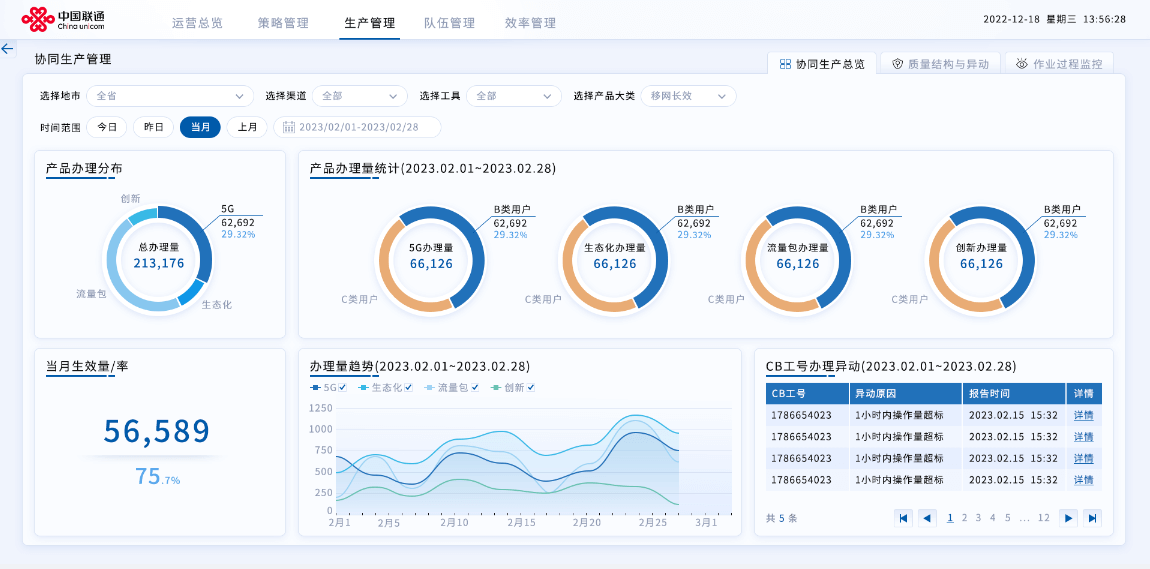 中国联通
China unicom
运营总览 策略管理 生产管理 队伍管理 效率管理
2022-12-18 星期三 13:56:28
协同生产管理
协同生产总览 质量结构与异动 作业过程监控
选择地市 全省 选择渠道 全部 选择工具 全部 选择产品大类 移网长效
时间范围 今日 昨日 当月 上月 2023/02/01-2023/02/28
产品办理分布
创新
5G
62,692
29.32%
总办理量
213,176
流量包
生态化
产品办理量统计(2023.02.01~2023.02.28)
B类用户
62,692
29.32%
5G办理量
66,126
C类用户
B类用户
62,692
29.32%
生态化办理量
66,126
C类用户
B类用户
62,692
29.32%
流量包办理量
66,126
C类用户
B类用户
62,692
29.32%
创新办理量
66,126
C类用户
当月生效量/率
56,589
75.7%
办理量趋势(2023.02.01~2023.02.28)
5G 生态化 流量包 创新
1250
1000
750
500
250
0
2月1 2月5 2月10 2月15 2月20 2月25 3月1
CB工号办理异动(2023.02.01~2023.02.28)
CB工号 异动原因 报告时间 详情
1786654023 1小时内操作量超标 2023.02.15 15:32 详情
1786654023 1小时内操作量超标 2023.02.15 15:32 详情
1786654023 1小时内操作量超标 2023.02.15 15:32 详情
1786654023 1小时内操作量超标 2023.02.15 15:32 详情
共 5 条 1 2 3 4 5 ... 12